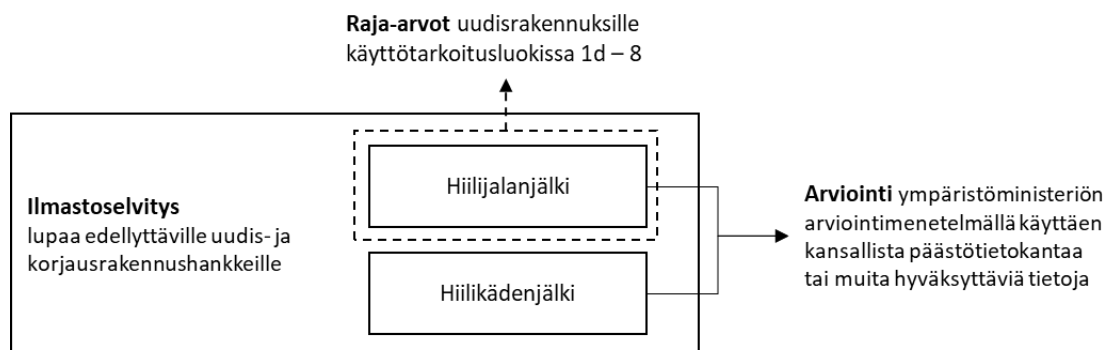 Raja-arvot uudisrakennuksille
käyttötarkoitusluokissa 1d – 8
Ilmastoselvitys
lupaa edellyttäville uudis- ja
korjausrakennushankkeille
Hiilijalanjälki
Hiilikädenjälki
Arviointi ympäristöministeriön
arviointimenetelmällä käyttäen
kansallista päästötietokantaa
tai muita hyväksyttäviä tietoja